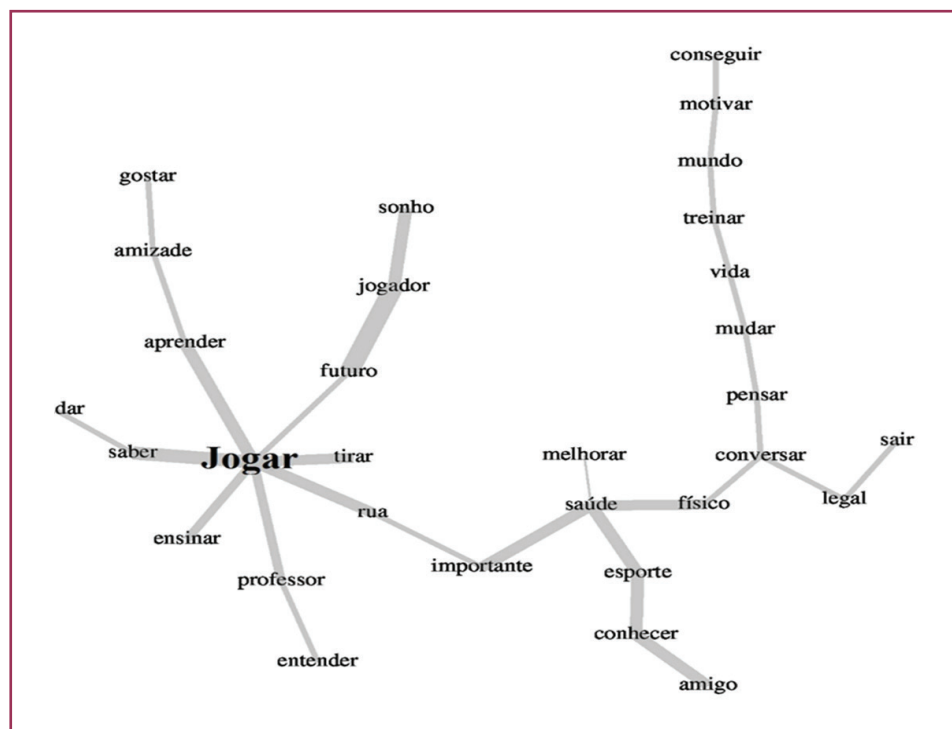 conseguir
motivar
mundo
gostar
treinar
sonho
amizade
vida
jogador
mudar
aprender
futuro
pensar
dar
sair
saber
Jogar
tirar
melhorar
conversar
legal
saúde
físico
rua
ensinar
importante
esporte
professor
conhecer
entender
amigo